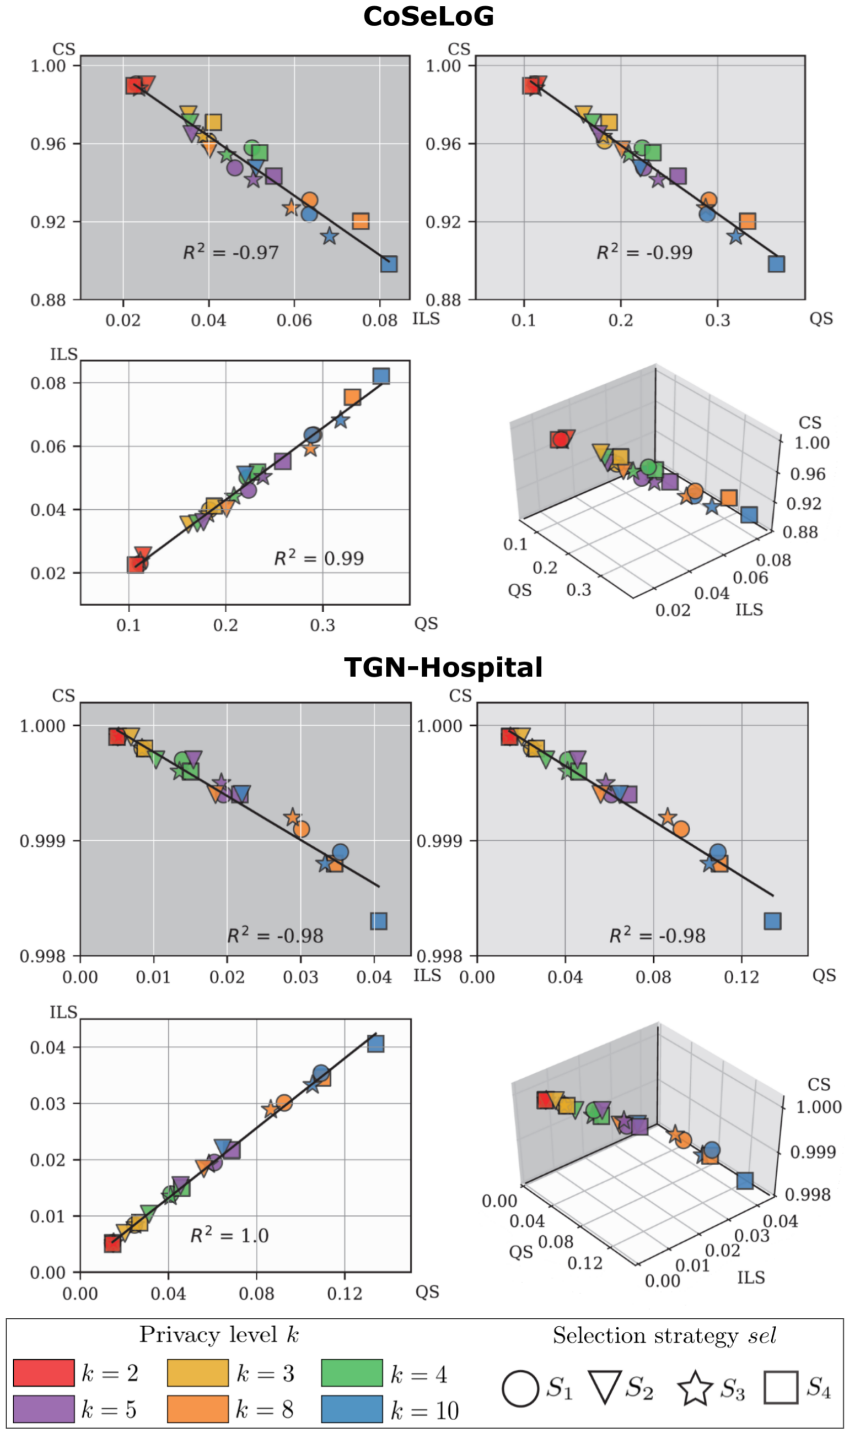 CoSeLoG
CS
1.00
0.96
0.92
0.88
R² = -0.97
0.02 0.04 0.06 0.08 ILS
CS
1.00
0.96
0.92
0.88
R² = -0.99
0.1 0.2 0.3 QS
ILS
0.08
0.06
0.04
0.02
R² = 0.99
0.1 0.2 0.3 QS
CS
1.00
0.96
0.92
0.88
0.1
0.2
0.3
QS
0.08
0.06
0.04
0.02
ILS
TGN-Hospital
CS
1.000
0.999
0.998
R² = -0.98
0.00 0.01 0.02 0.03 0.04 ILS
CS
1.000
0.999
0.998
R² = -0.98
0.00 0.04 0.08 0.12 QS
ILS
0.04
0.03
0.02
0.01
0.00
R² = 1.0
0.00 0.04 0.08 0.12 QS
CS
1.000
0.999
0.998
0.00
0.04
0.08
0.12
QS
0.04
0.03
0.02
0.01
0.00
ILS
Privacy level k
k = 2 k = 3 k = 4
k = 5 k = 8 k = 10
Selection strategy sel
S₁ S₂ S₃ S₄